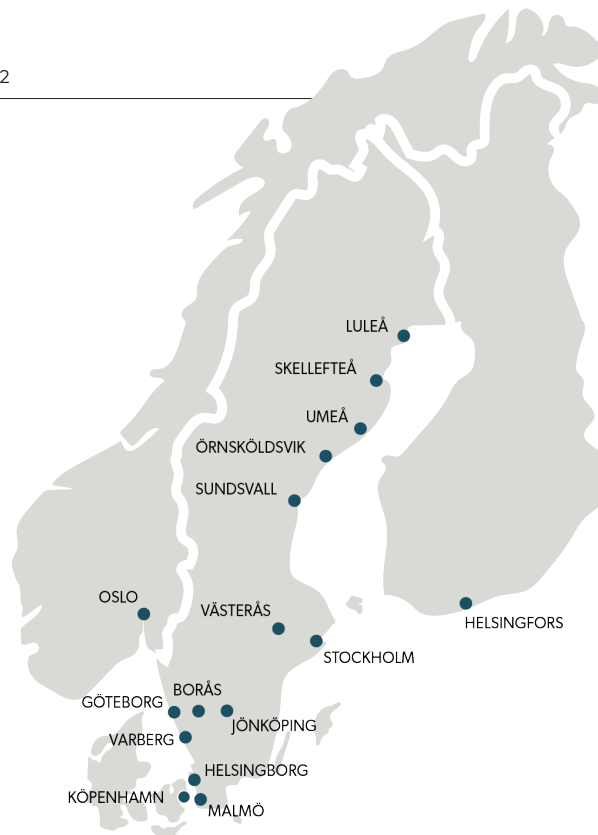 2
LULEÅ
SKELLEFTEÅ
UMEÅ
ÖRNSKÖLDSVIK
SUNDSVALL
OSLO
VÄSTERÅS
HELSINGFORS
STOCKHOLM
BORÅS
GÖTEBORG
JÖNKÖPING
VARBERG
HELSINGBORG
KÖPENHAMN
MALMÖ